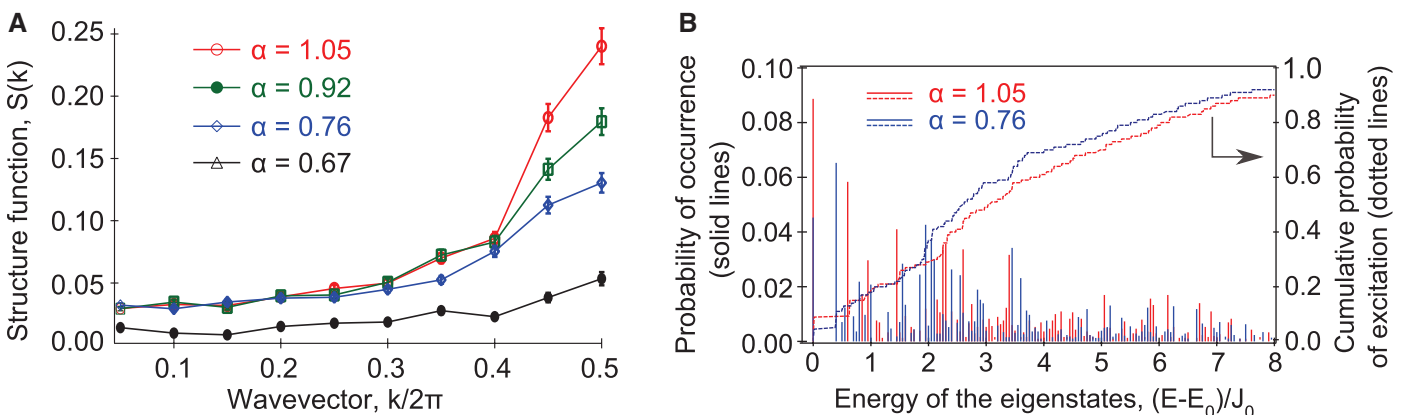 A
Structure function, S(k)
0.25
0.20
0.15
0.10
0.05
0.00
α = 1.05
α = 0.92
α = 0.76
α = 0.67
0.1
0.2
0.3
0.4
0.5
Wavevector, k/2π
B
Probability of occurrence
(solid lines)
0.10
0.08
0.06
0.04
0.02
0.00
α = 1.05
α = 0.76
0
1
2
3
4
5
6
7
8
Energy of the eigenstates, (E-E0)/J0
1.0
0.8
0.6
0.4
0.2
0.0
Cumulative probability
of excitation (dotted lines)